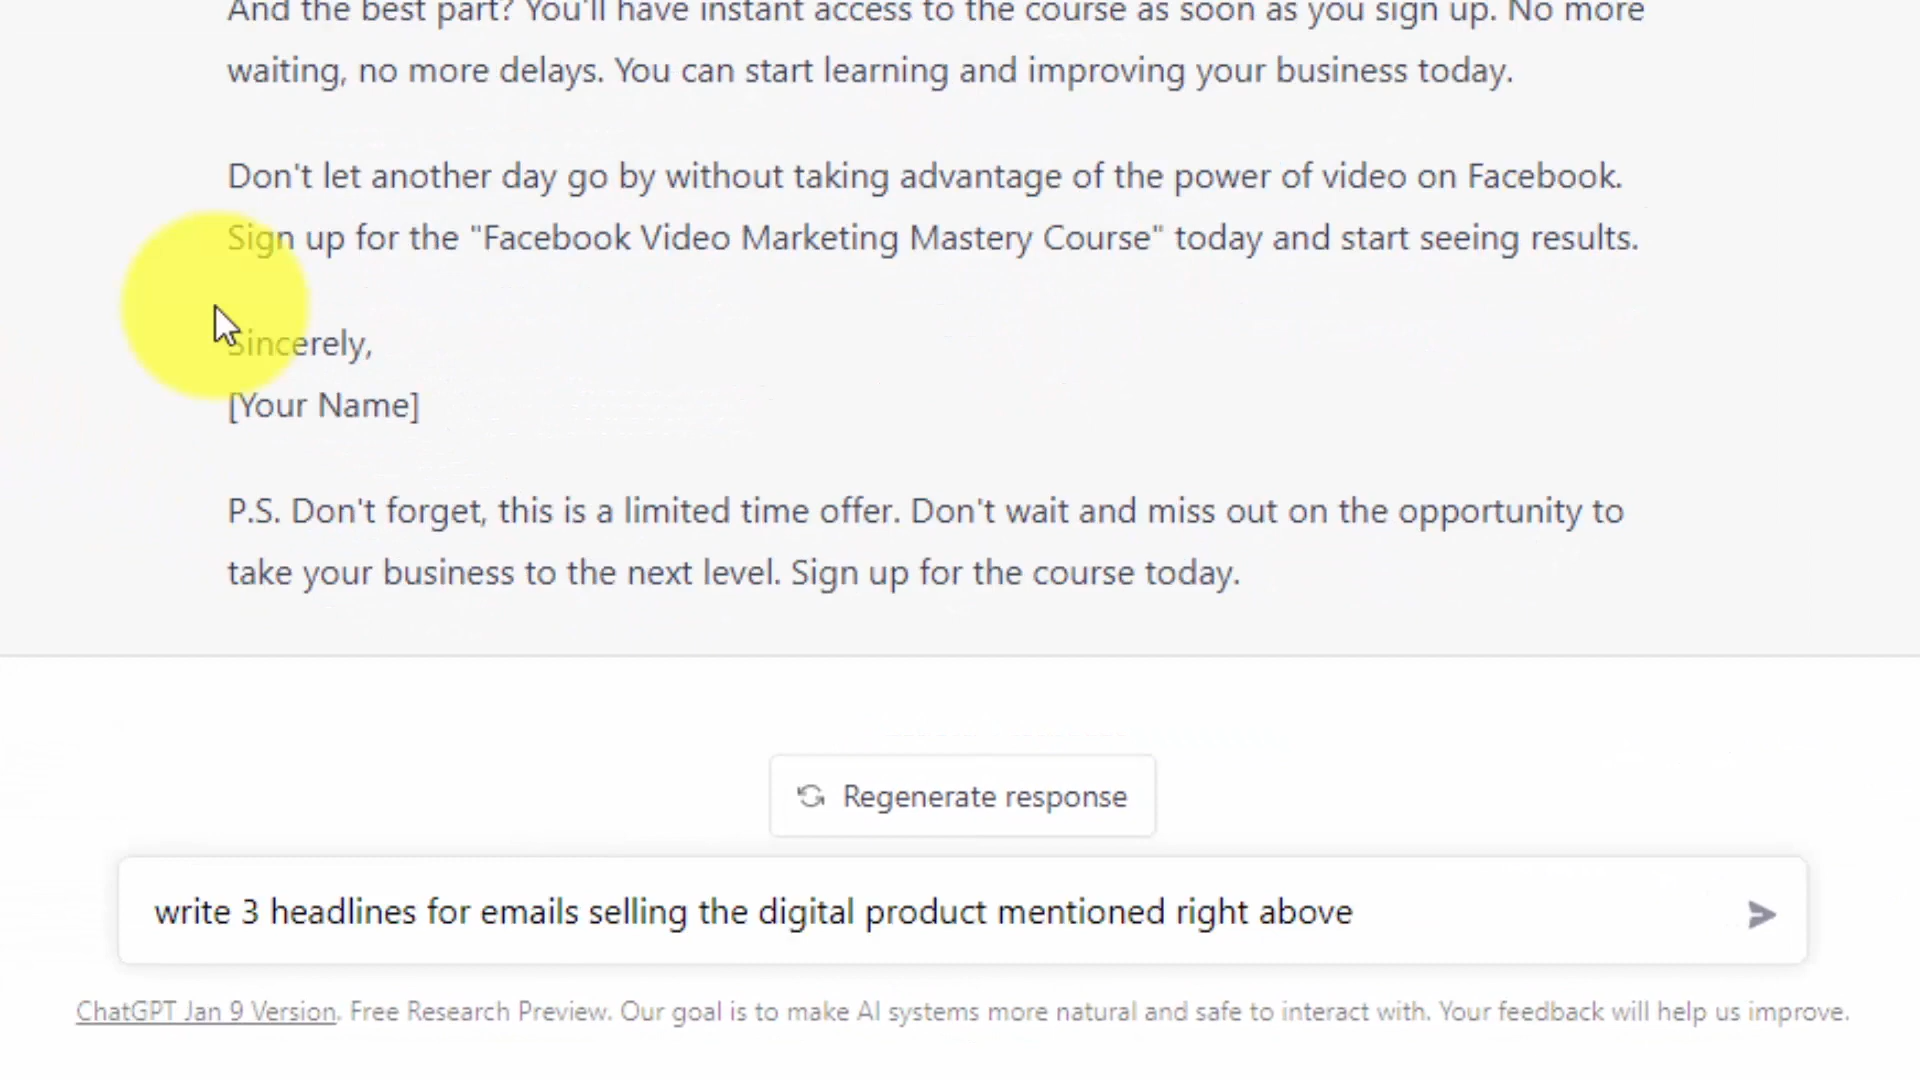 And the best part? You'll have instant access to the course as soon as you sign up. No more
waiting, no more delays. You can start learning and improving your business today.
Don't let another day go by without taking advantage of the power of video on Facebook.
Sign up for the "Facebook Video Marketing Mastery Course" today and start seeing results.
Sincerely,
[Your Name]
P.S. Don't forget, this is a limited time offer. Don't wait and miss out on the opportunity to
take your business to the next level. Sign up for the course today.
Regenerate response
write 3 headlines for emails selling the digital product mentioned right above
ChatGPT Jan 9 Version. Free Research Preview. Our goal is to make AI systems more natural and safe to interact with. Your feedback will help us improve.